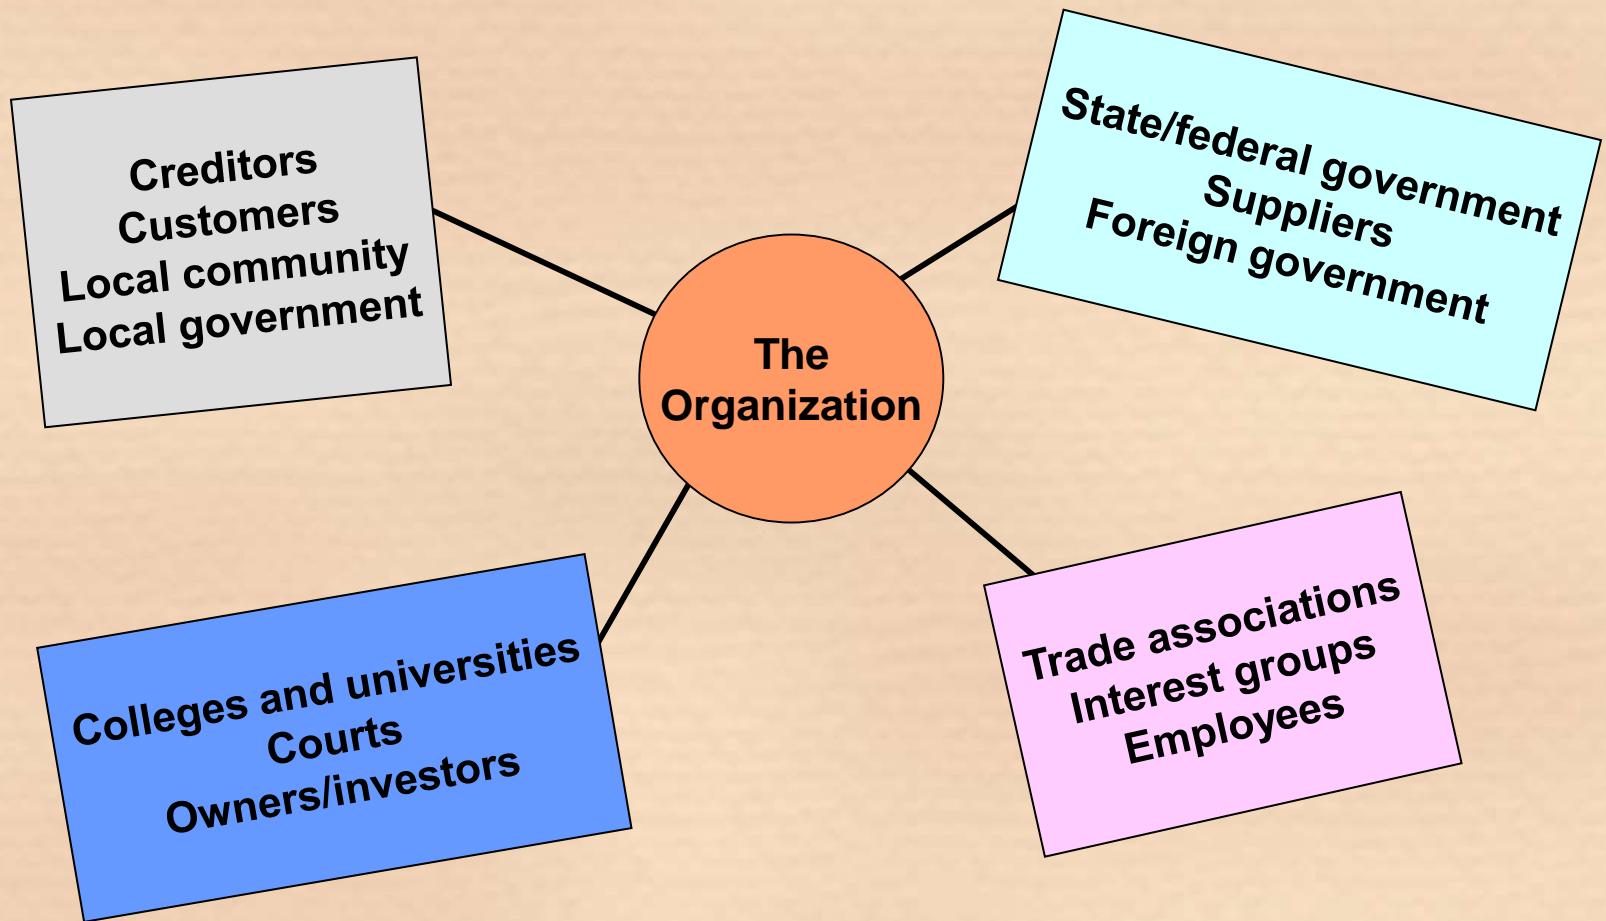 Creditors
Customers
Local community
Local government
State/federal government
Suppliers
Foreign government
The
Organization
Colleges and universities
Courts
Owners/investors
Trade associations
Interest groups
Employees